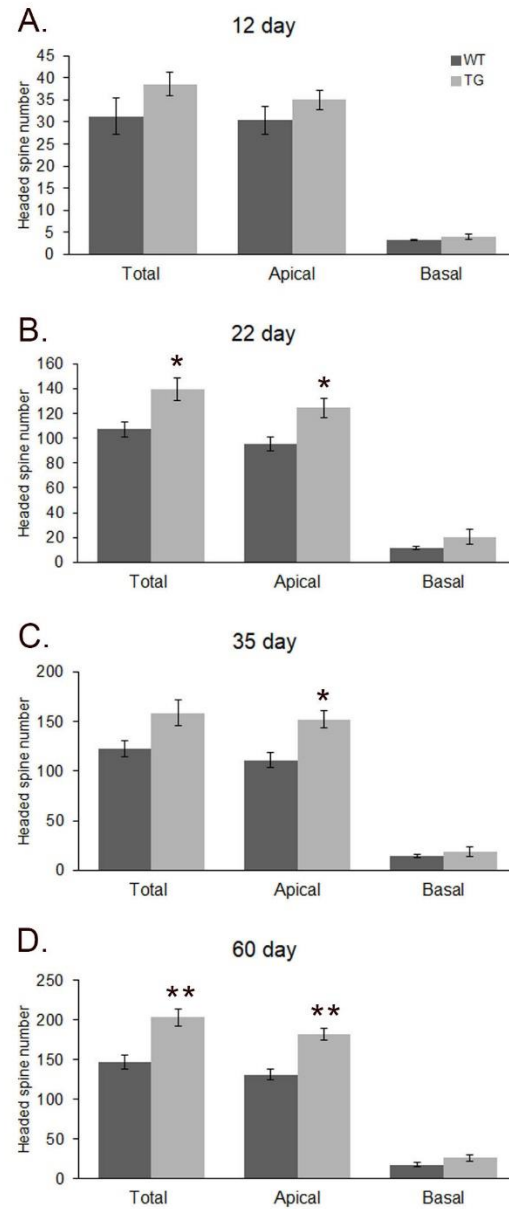 A.
12 day
Headed spine number
45
40
35
30
25
20
15
10
5
0
WT
TG
Total Apical Basal
B.
22 day
Headed spine number
160
140
120
100
80
60
40
20
0
*
*
Total Apical Basal
C.
35 day
Headed spine number
200
150
100
50
0
*
Total Apical Basal
D.
60 day
Headed spine number
250
200
150
100
50
0
**
**
Total Apical Basal